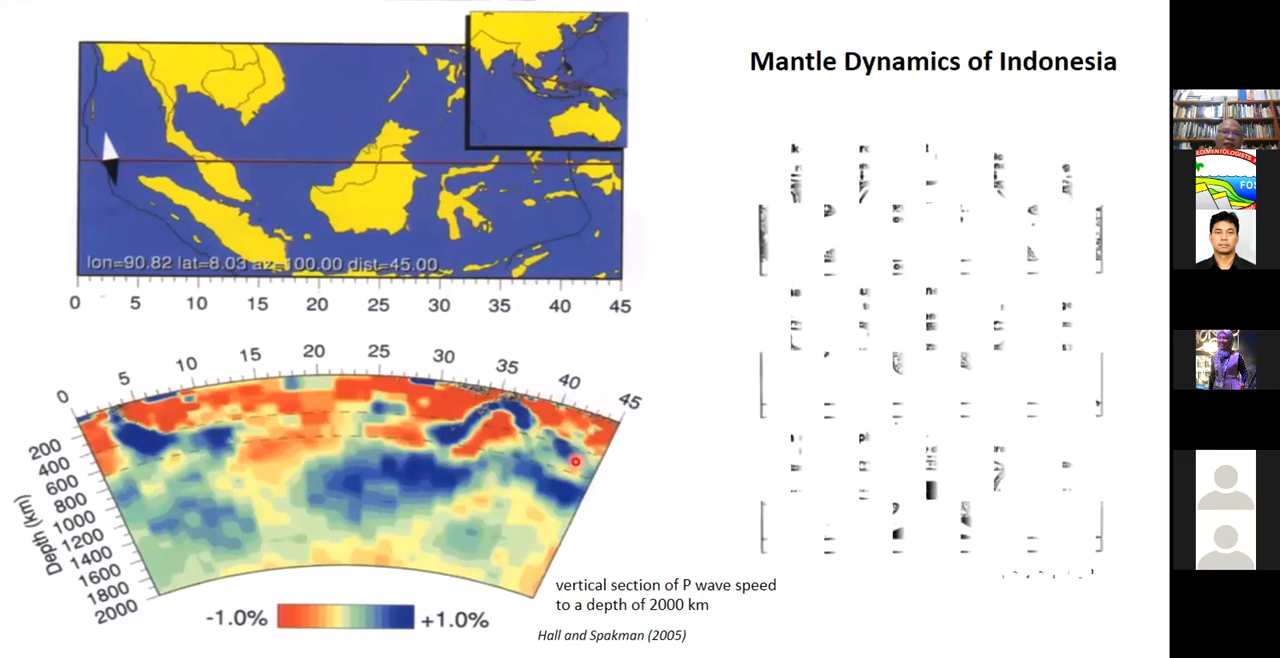 Mantle Dynamics of Indonesia
lon=90.82 lat=8.03 az=100.00 dist=45.00
0 5 10 15 20 25 30 35 40 45
0 5 10 15 20 25 30 35 40 45
200
400
600
800
1000
1200
1400
1600
1800
2000
Depth (km)
-1.0% +1.0%
vertical section of P wave speed
to a depth of 2000 km
Hall and Spakman (2005)